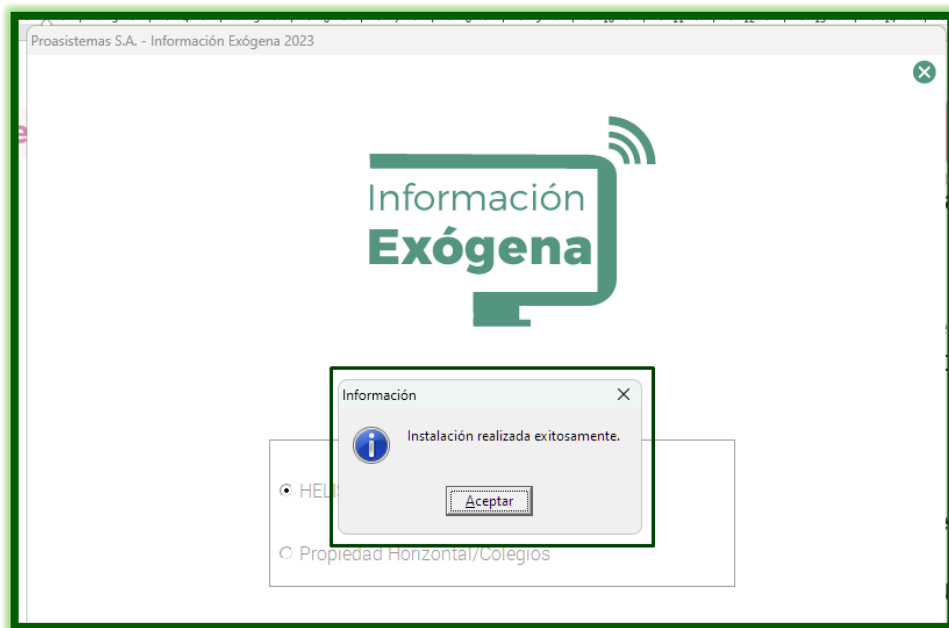 Proasistemas S.A. - Información Exógena 2023
Información
Exógena
Información
Instalación realizada exitosamente.
Aceptar
Propiedad Horizontal/Colegios